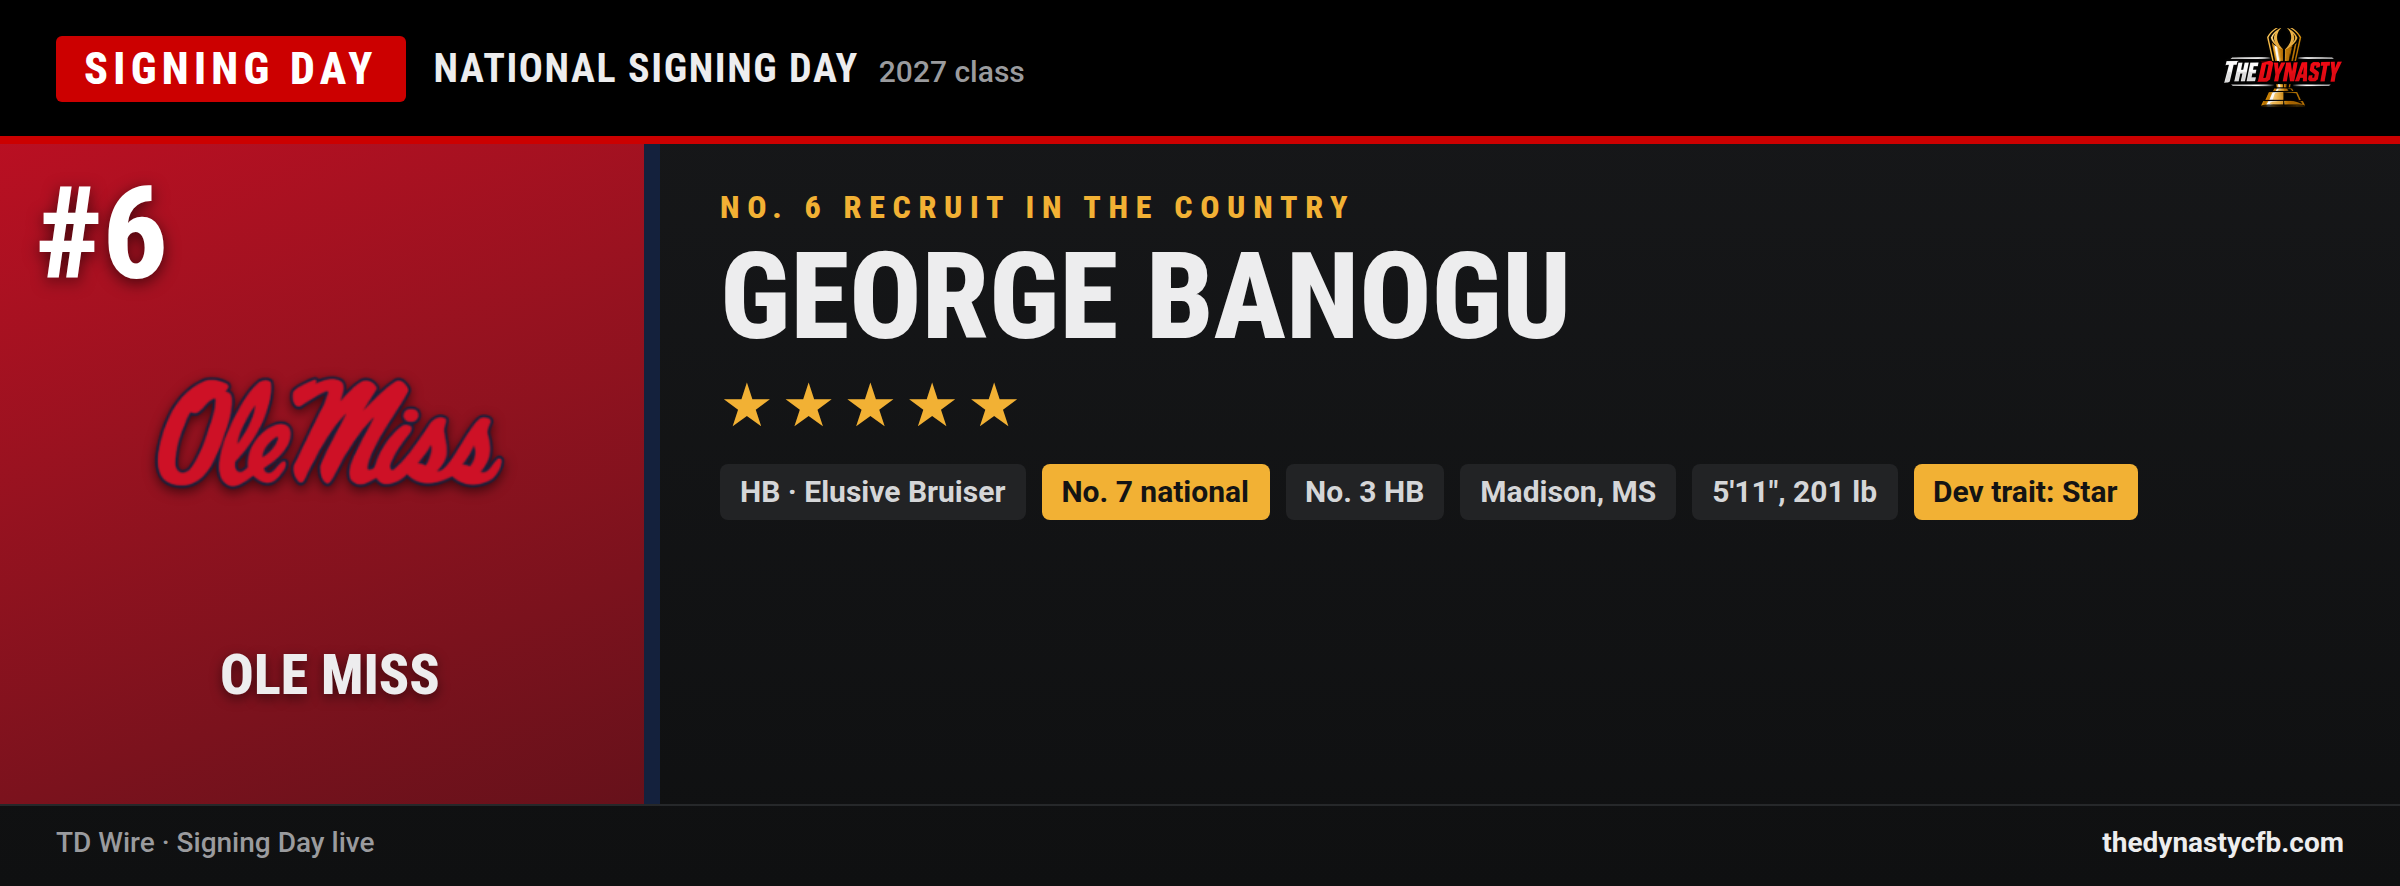 SIGNING DAY
NATIONAL SIGNING DAY 2027 class
THE DYNASTY
#6
Ole Miss
OLE MISS
NO. 6 RECRUIT IN THE COUNTRY
GEORGE BANOGU
★★★★★
HB · Elusive Bruiser
No. 7 national
No. 3 HB
Madison, MS
5'11", 201 lb
Dev trait: Star
TD Wire · Signing Day live
thedynastycfb.com